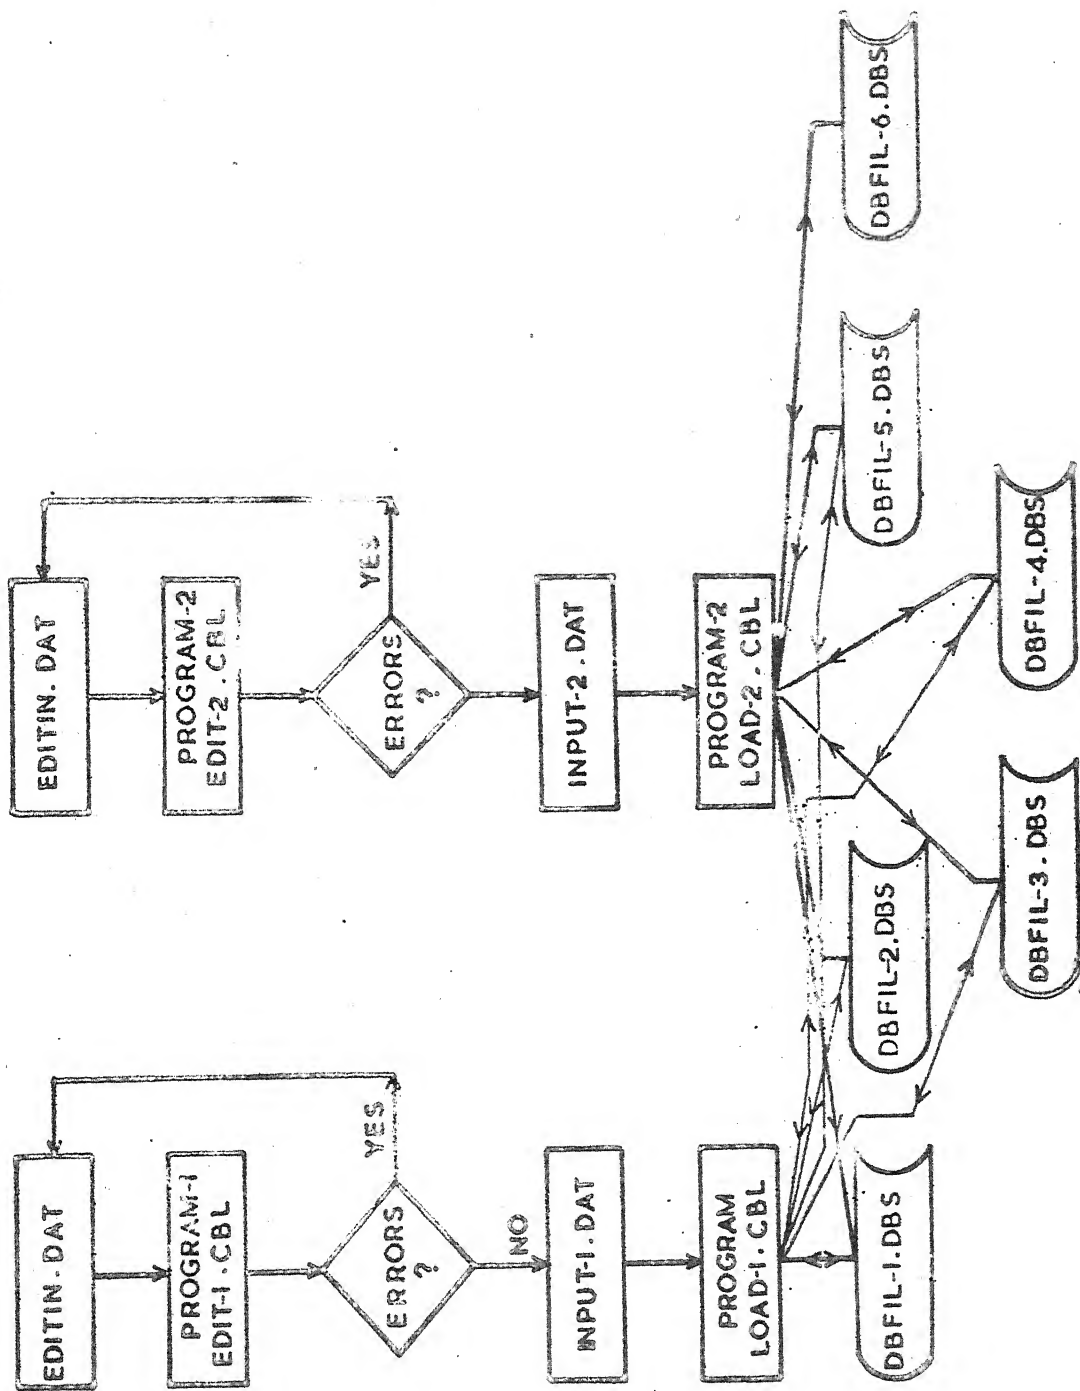 EDITIN.DAT
PROGRAM-1
EDIT-1.CBL
ERRORS
?
YES
NO
INPUT-1.DAT
PROGRAM
LOAD-1.CBL
EDITIN.DAT
PROGRAM-2
EDIT-2.CBL
ERRORS
?
YES
INPUT-2.DAT
PROGRAM-2
LOAD-2.CBL
DBFIL-1.DBS
DBFIL-2.DBS
DBFIL-3.DBS
DBFIL-4.DBS
DBFIL-5.DBS
DBFIL-6.DBS